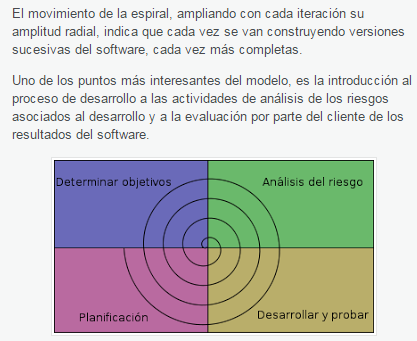 El movimiento de la espiral, ampliando con cada iteración su
amplitud radial, indica que cada vez se van construyendo versiones
sucesivas del software, cada vez más completas.
Uno de los puntos más interesantes del modelo, es la introducción al
proceso de desarrollo a las actividades de análisis de los riesgos
asociados al desarrollo y a la evaluación por parte del cliente de los
resultados del software.
Determinar objetivos
Análisis del riesgo
Planificación
Desarrollar y probar